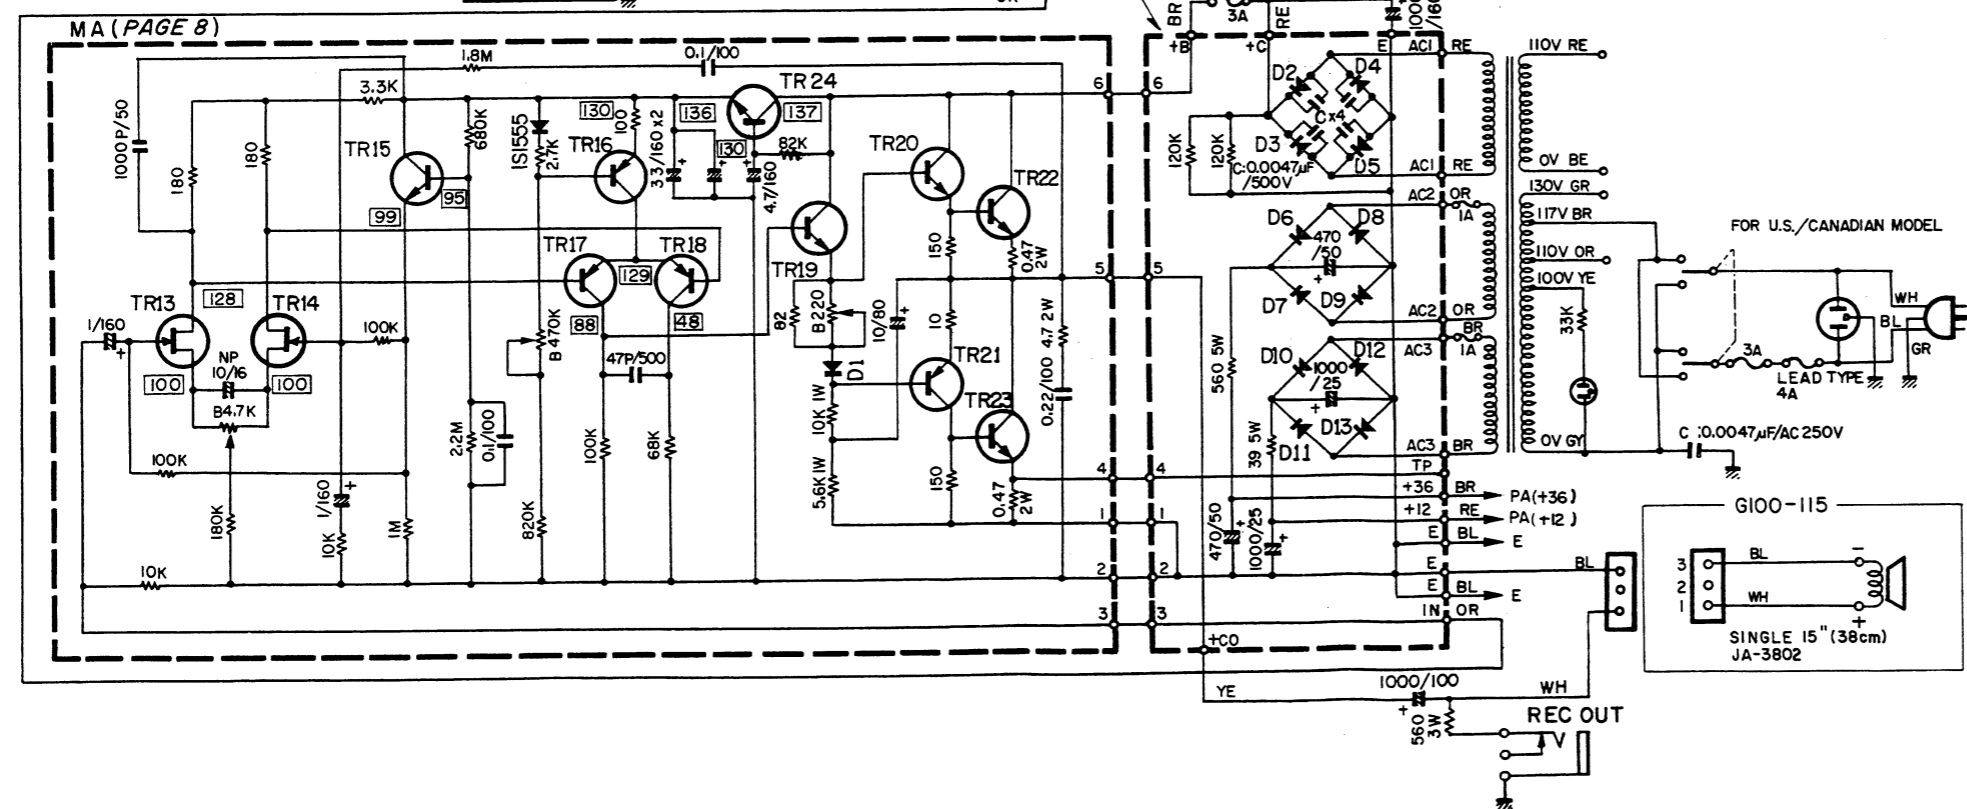 MA (PAGE 8)
1000P/50
180
180
3.3K
1.8M
0.1/100
TR15
95
99
680K
1S1555
2.7K
130
100
TR16
3.3/160 x2
136
130
TR24
137
82K
4.7/160
TR20
TR22
150
0.47
2W
TR17
TR18
129
88
48
TR19
82
B 220
10/80
10
D1
TR21
TR23
TR13
128
TR14
1/160
NP
10/16
100
100
B4.7K
100K
B 470K
47P/500
100K
180K
1/160
10K
1M
2.2M
0.1/100
820K
100K
68K
10K 1W
5.6K 1W
150
0.47
2W
4.7 2W
0.22/100
10K
6
5
4
1
2
3
6
5
4
1
2
3
BR
3A
RE
1000
/160
+B
+C
E
AC1
RE
D2
D4
C x4
D3
D5
C:0.0047µF
/500V
120K
120K
AC1
RE
AC2
OR
1A
D6
D8
470
/50
D7
D9
AC2
OR
BR
AC3
1A
D10
D12
1000
/25
D11
D13
560 5W
39 5W
AC3
BR
TP
+36
BR
PA(+36)
+12
RE
PA(+12)
E
BL
E
470/50
1000/25
E
BL
E
BL
E
IN
OR
+CO
YE
1000/100
WH
560
3W
REC OUT
110V RE
0V BE
130V GR
117V BR
110V OR
100V YE
33K
0V GY
FOR U.S./CANADIAN MODEL
WH
BL
GR
3A
LEAD TYPE
4A
C :0.0047µF/AC 250V
G100-115
3
BL
−
2
1
WH
+
SINGLE 15" (38cm)
JA-3802